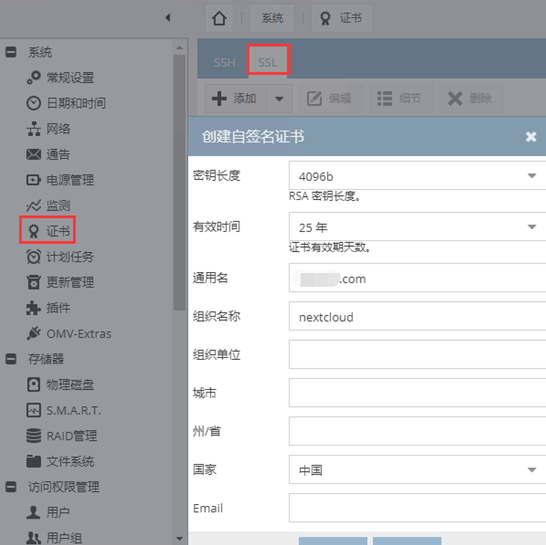 系统
证书
系统
常规设置
日期和时间
网络
通告
电源管理
监测
证书
计划任务
更新管理
插件
OMV-Extras
存储器
物理磁盘
S.M.A.R.T.
RAID管理
文件系统
访问权限管理
用户
用户组
SSH
SSL
添加
编辑
细节
删除
创建自签名证书
密钥长度
4096b
RSA 密钥长度。
有效时间
25 年
证书有效期天数。
通用名
.com
组织名称
nextcloud
组织单位
城市
州/省
国家
中国
Email